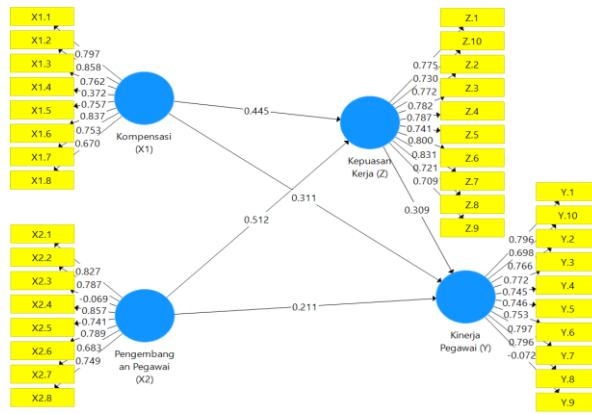 X1.1
X1.2
X1.3
X1.4
X1.5
X1.6
X1.7
X1.8
0.797
0.858
0.762
0.372
0.757
0.837
0.753
0.670
Kompensasi
(X1)
0.445
0.311
0.512
0.211
0.309
Z.1
Z.10
Z.2
Z.3
Z.4
Z.5
Z.6
Z.7
Z.8
Z.9
0.775
0.730
0.772
0.782
0.787
0.741
0.800
0.831
0.721
0.709
Kepuasan
Kerja (Z)
X2.1
X2.2
X2.3
X2.4
X2.5
X2.6
X2.7
X2.8
0.827
0.787
-0.069
0.857
0.741
0.789
0.683
0.749
Pengembang
an Pegawai
(X2)
Y.1
Y.10
Y.2
Y.3
Y.4
Y.5
Y.6
Y.7
Y.8
Y.9
0.796
0.698
0.766
0.772
0.745
0.746
0.753
0.797
0.796
-0.072
Kinerja
Pegawai (Y)